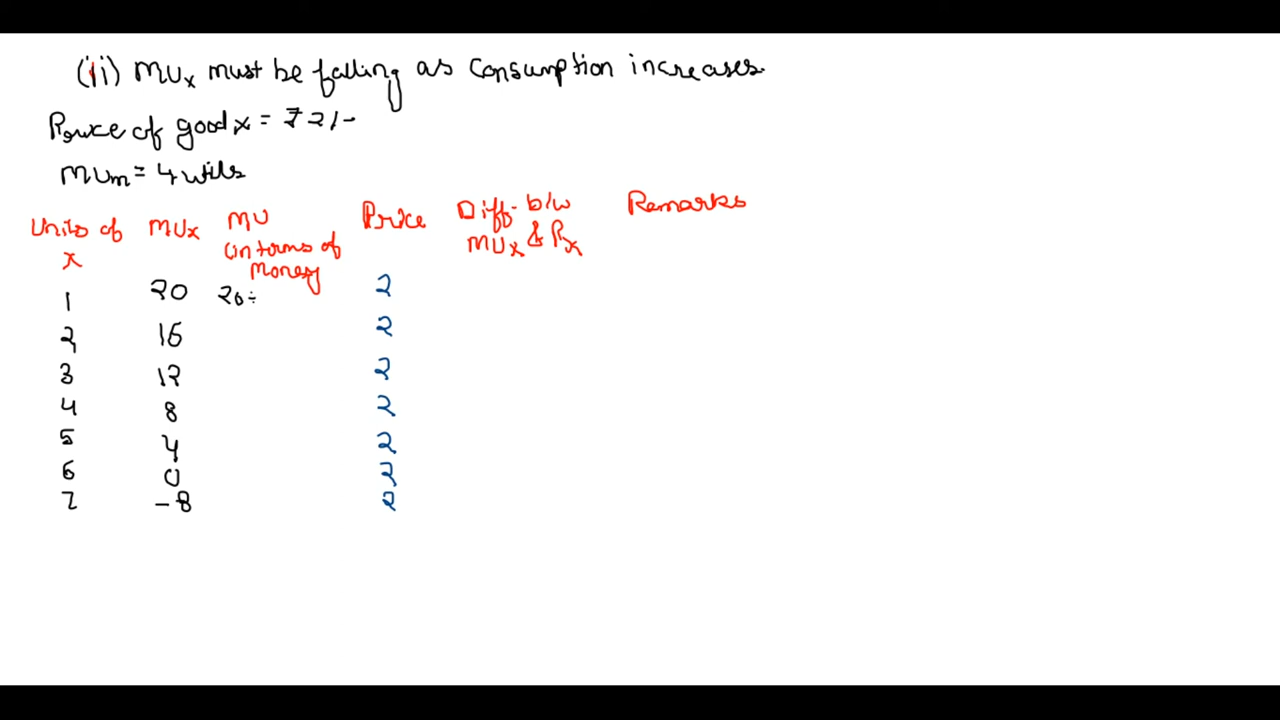 (ii) MUx must be falling as consumption increases.
Price of good x = ₹ 2/-
MUm = 4 utils
Units of x MUx MU (in terms of Money) Price Diff. b/w MUx & Px Remarks
1 20 20÷ 2
2 16 2
3 12 2
4 8 2
5 4 2
6 0 2
7 -8 2